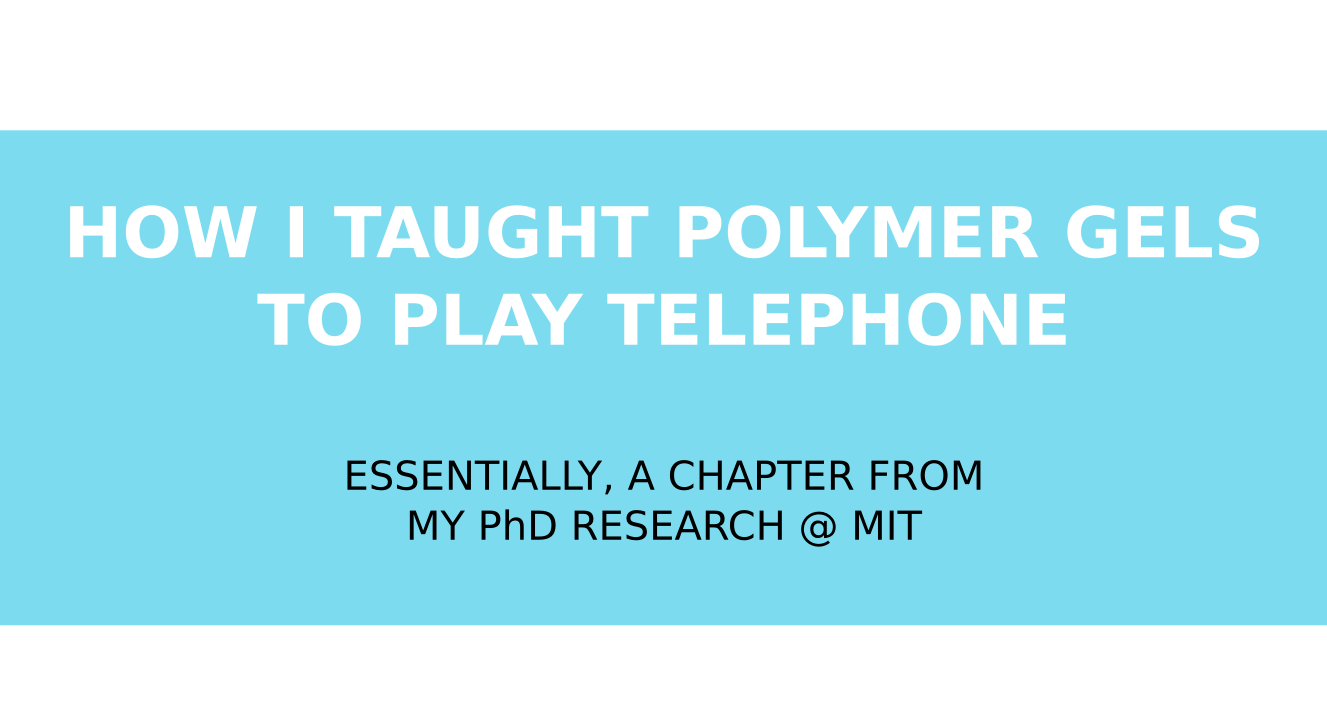 HOW I TAUGHT POLYMER GELS
TO PLAY TELEPHONE
ESSENTIALLY, A CHAPTER FROM
MY PhD RESEARCH @ MIT